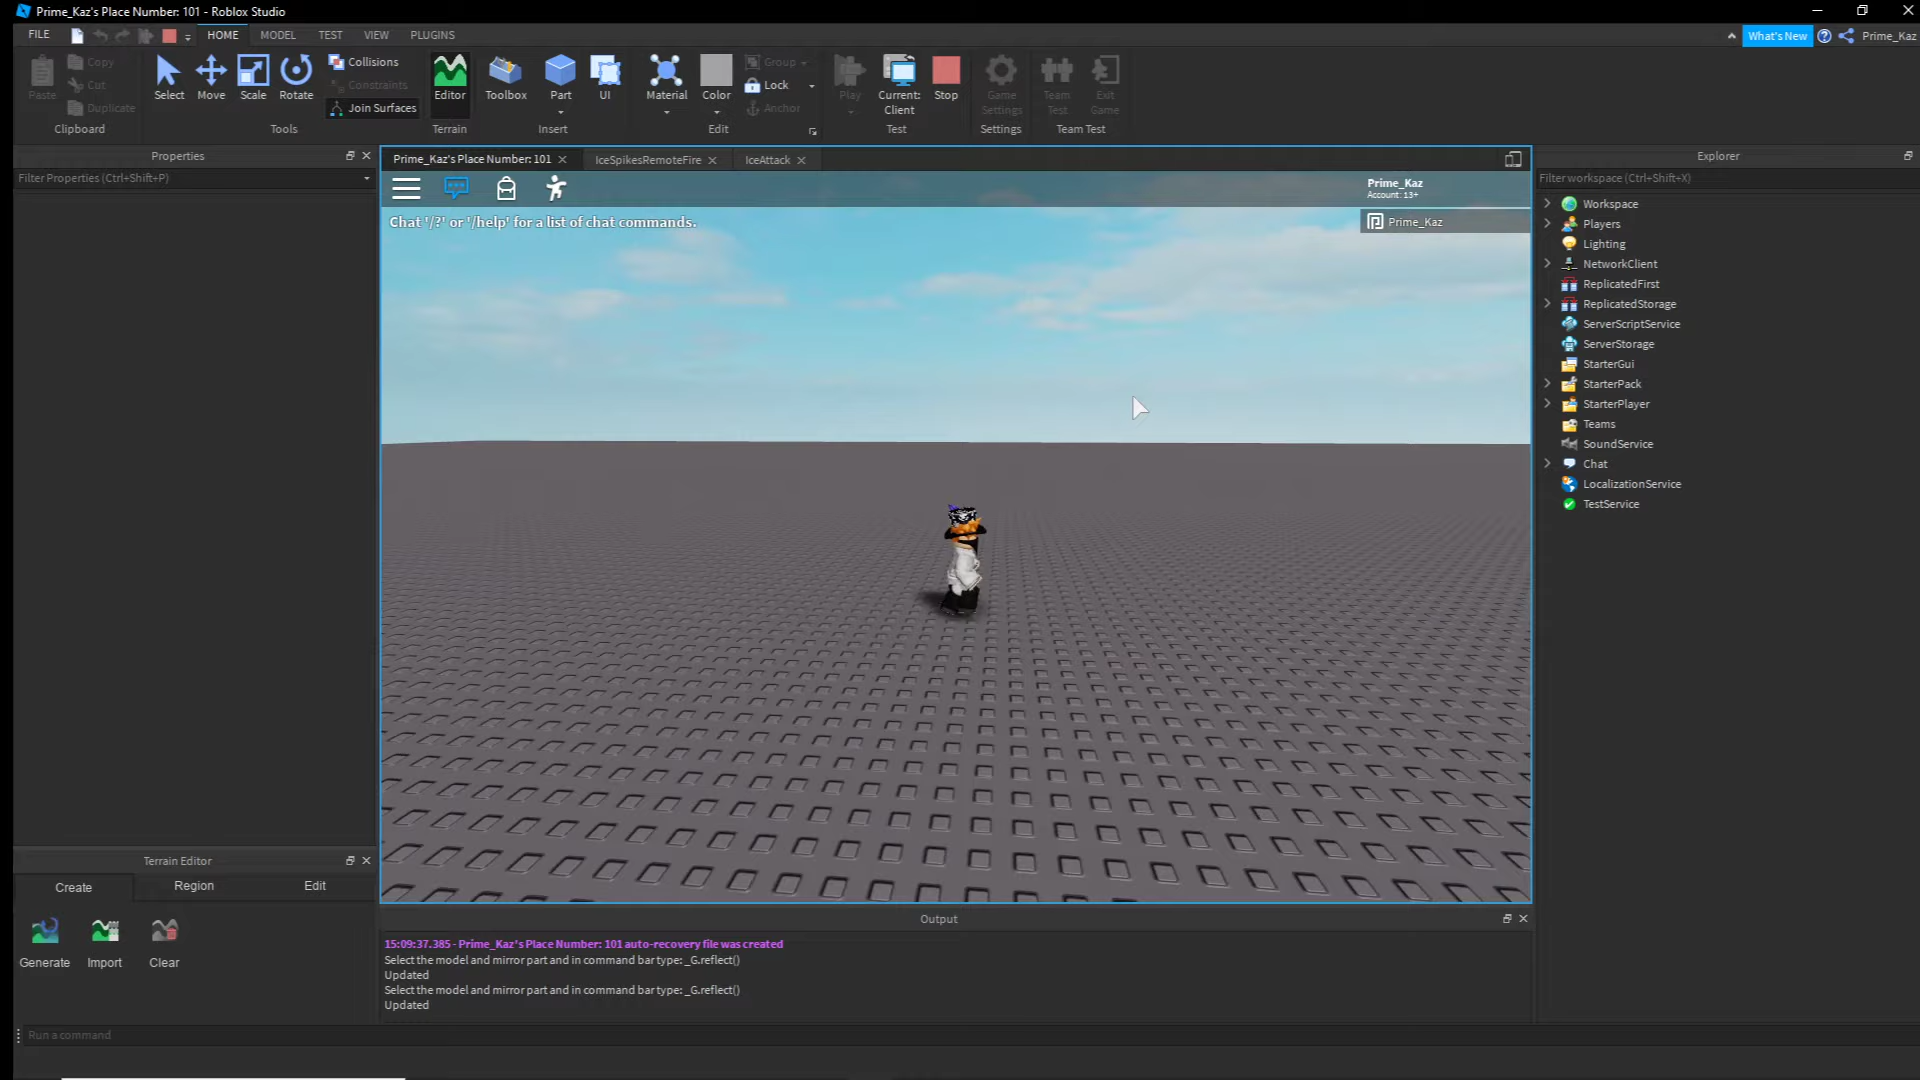 Prime_Kaz's Place Number: 101 - Roblox Studio
FILE HOME MODEL TEST VIEW PLUGINS What's New Prime_Kaz
Paste Copy Cut Duplicate Clipboard
Select Move Scale Rotate Collisions Constraints Join Surfaces Tools
Editor Terrain
Toolbox Part UI Insert
Material Color Group Lock Anchor Edit
Play Current: Client Stop Test
Game Settings Settings
Team Test Exit Game Team Test
Properties
Filter Properties (Ctrl+Shift+P)
Prime_Kaz's Place Number: 101 IceSpikesRemoteFire IceAttack
Prime_Kaz
Account: 13+
Chat '/?' or '/help' for a list of chat commands.
Prime_Kaz
Explorer
Filter workspace (Ctrl+Shift+X)
Workspace
Players
Lighting
NetworkClient
ReplicatedFirst
ReplicatedStorage
ServerScriptService
ServerStorage
StarterGui
StarterPack
StarterPlayer
Teams
SoundService
Chat
LocalizationService
TestService
Terrain Editor
Create Region Edit
Generate Import Clear
Output
15:09:37.385 - Prime_Kaz's Place Number: 101 auto-recovery file was created
Select the model and mirror part and in command bar type: _G.reflect()
Updated
Select the model and mirror part and in command bar type: _G.reflect()
Updated
Run a command